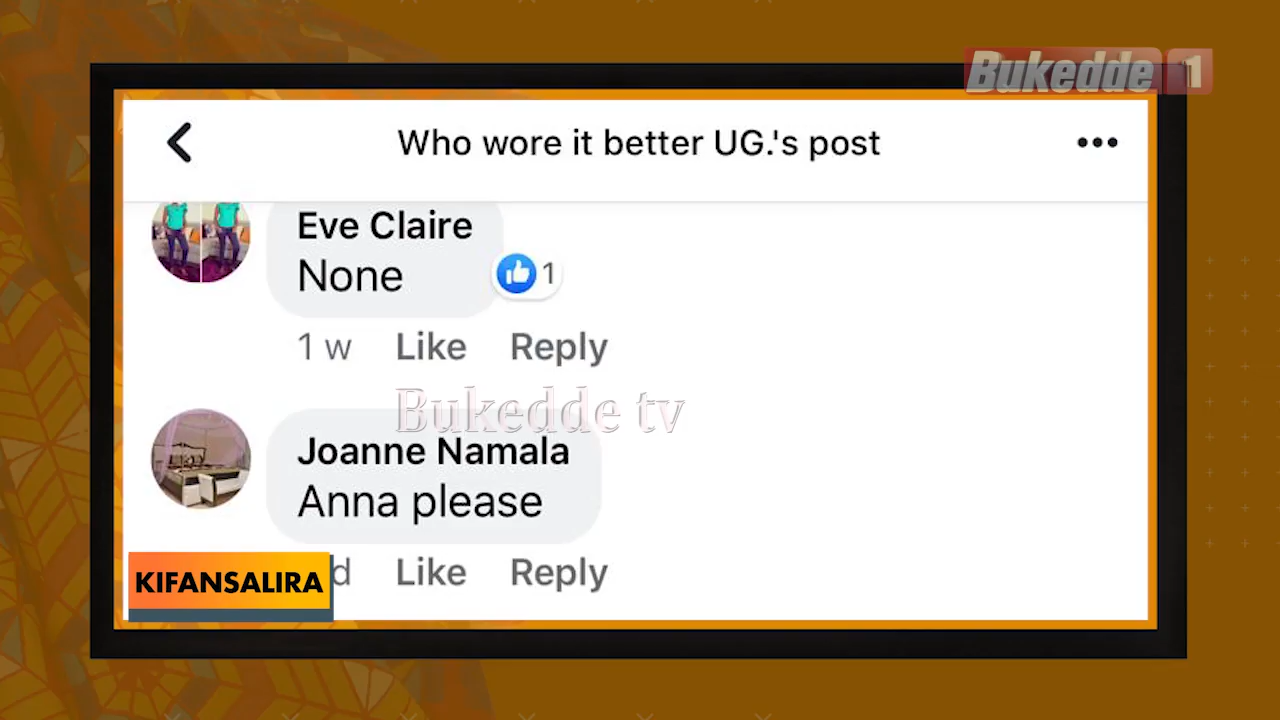 Bukedde 1
Who wore it better UG.'s post
Eve Claire
None
1
1 w Like Reply
Bukedde tv
Joanne Namala
Anna please
d Like Reply
KIFANSALIRA